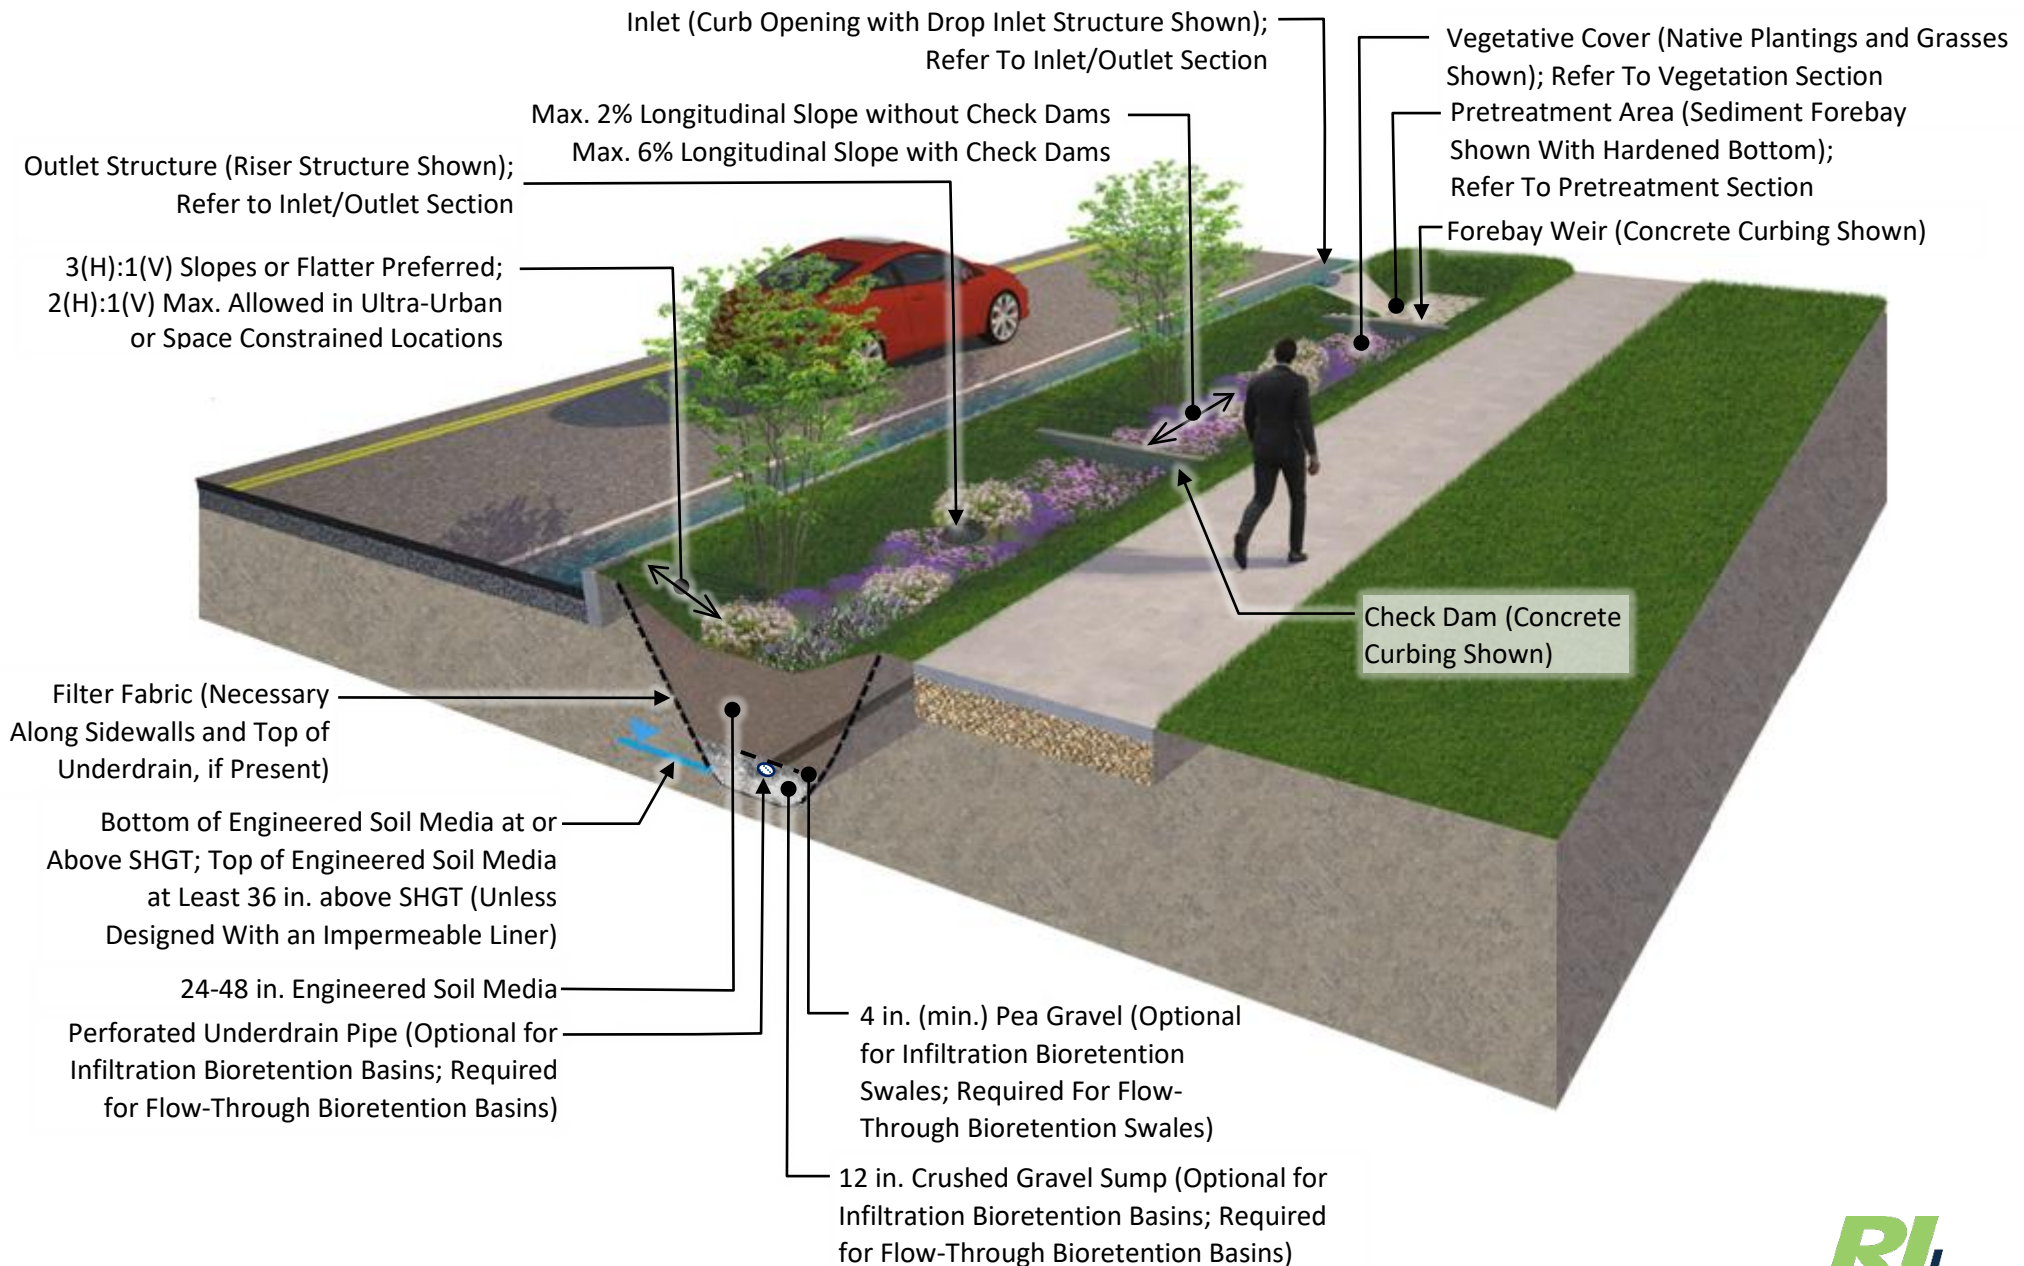 Inlet (Curb Opening with Drop Inlet Structure Shown);
Refer To Inlet/Outlet Section
Vegetative Cover (Native Plantings and Grasses
Shown); Refer To Vegetation Section
Max. 2% Longitudinal Slope without Check Dams
Max. 6% Longitudinal Slope with Check Dams
Pretreatment Area (Sediment Forebay
Shown With Hardened Bottom);
Refer To Pretreatment Section
Outlet Structure (Riser Structure Shown);
Refer to Inlet/Outlet Section
Forebay Weir (Concrete Curbing Shown)
3(H):1(V) Slopes or Flatter Preferred;
2(H):1(V) Max. Allowed in Ultra-Urban
or Space Constrained Locations
Check Dam (Concrete
Curbing Shown)
Filter Fabric (Necessary
Along Sidewalls and Top of
Underdrain, if Present)
Bottom of Engineered Soil Media at or
Above SHGT; Top of Engineered Soil Media
at Least 36 in. above SHGT (Unless
Designed With an Impermeable Liner)
24-48 in. Engineered Soil Media
Perforated Underdrain Pipe (Optional for
Infiltration Bioretention Basins; Required
for Flow-Through Bioretention Basins)
4 in. (min.) Pea Gravel (Optional
for Infiltration Bioretention
Swales; Required For Flow-
Through Bioretention Swales)
12 in. Crushed Gravel Sump (Optional for
Infiltration Bioretention Basins; Required
for Flow-Through Bioretention Basins)
RI